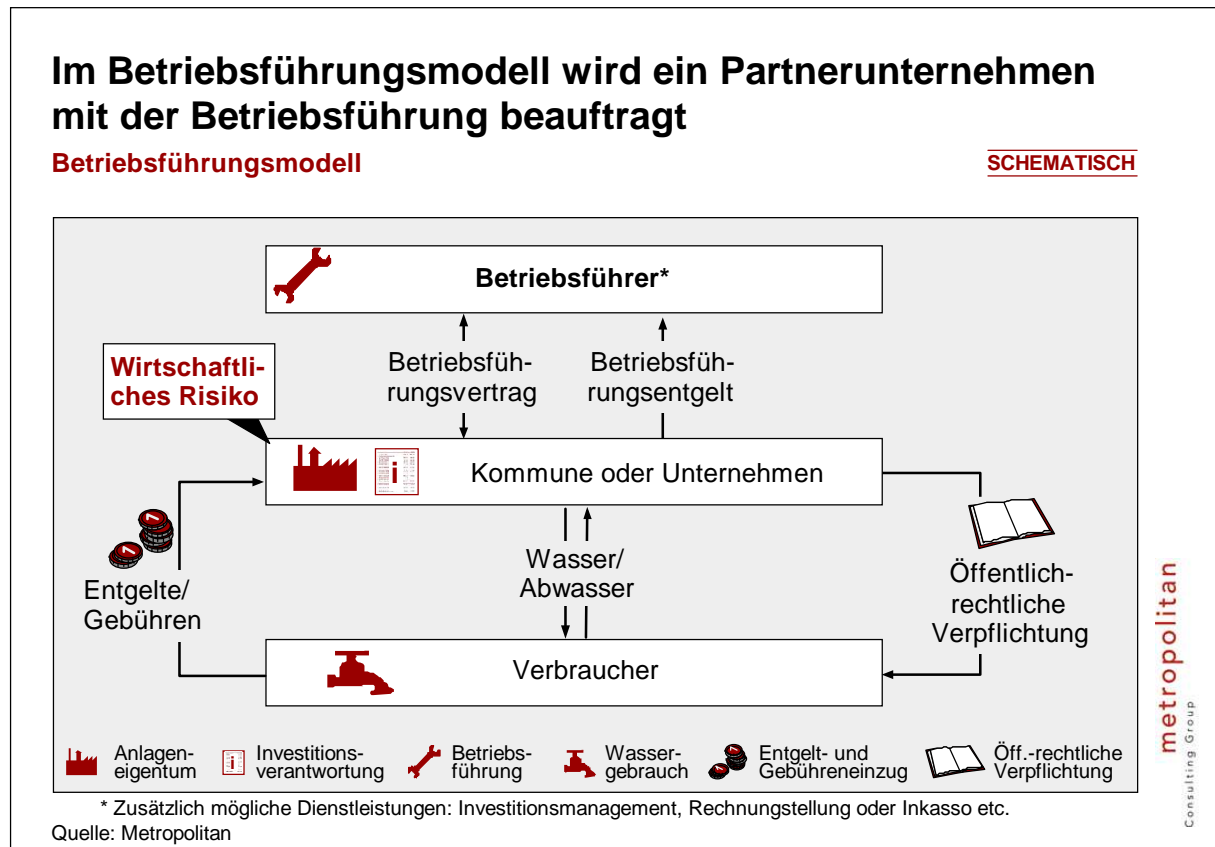 Im Betriebsführungsmodell wird ein Partnerunternehmen
mit der Betriebsführung beauftragt
Betriebsführungsmodell
SCHEMATISCH
Betriebsführer*
Wirtschaftli-
ches Risiko
Betriebsfüh-
rungsvertrag
Betriebsfüh-
rungsentgelt
Kommune oder Unternehmen
Entgelte/
Gebühren
Wasser/
Abwasser
Öffentlich-
rechtliche
Verpflichtung
Verbraucher
Anlagen-
eigentum
Investitions-
verantwortung
Betriebs-
führung
Wasser-
gebrauch
Entgelt- und
Gebühreneinzug
Öff.-rechtliche
Verpflichtung
* Zusätzlich mögliche Dienstleistungen: Investitionsmanagement, Rechnungstellung oder Inkasso etc.
Quelle: Metropolitan
metropolitan
Consulting Group